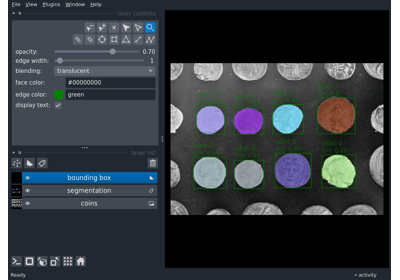 File View Plugins Window Help
layer controls
opacity: 0.70
edge width: 1
blending: translucent
face color: #00000000
edge color: green
display text:
layer list
bounding box
segmentation
coins
Ready
activity